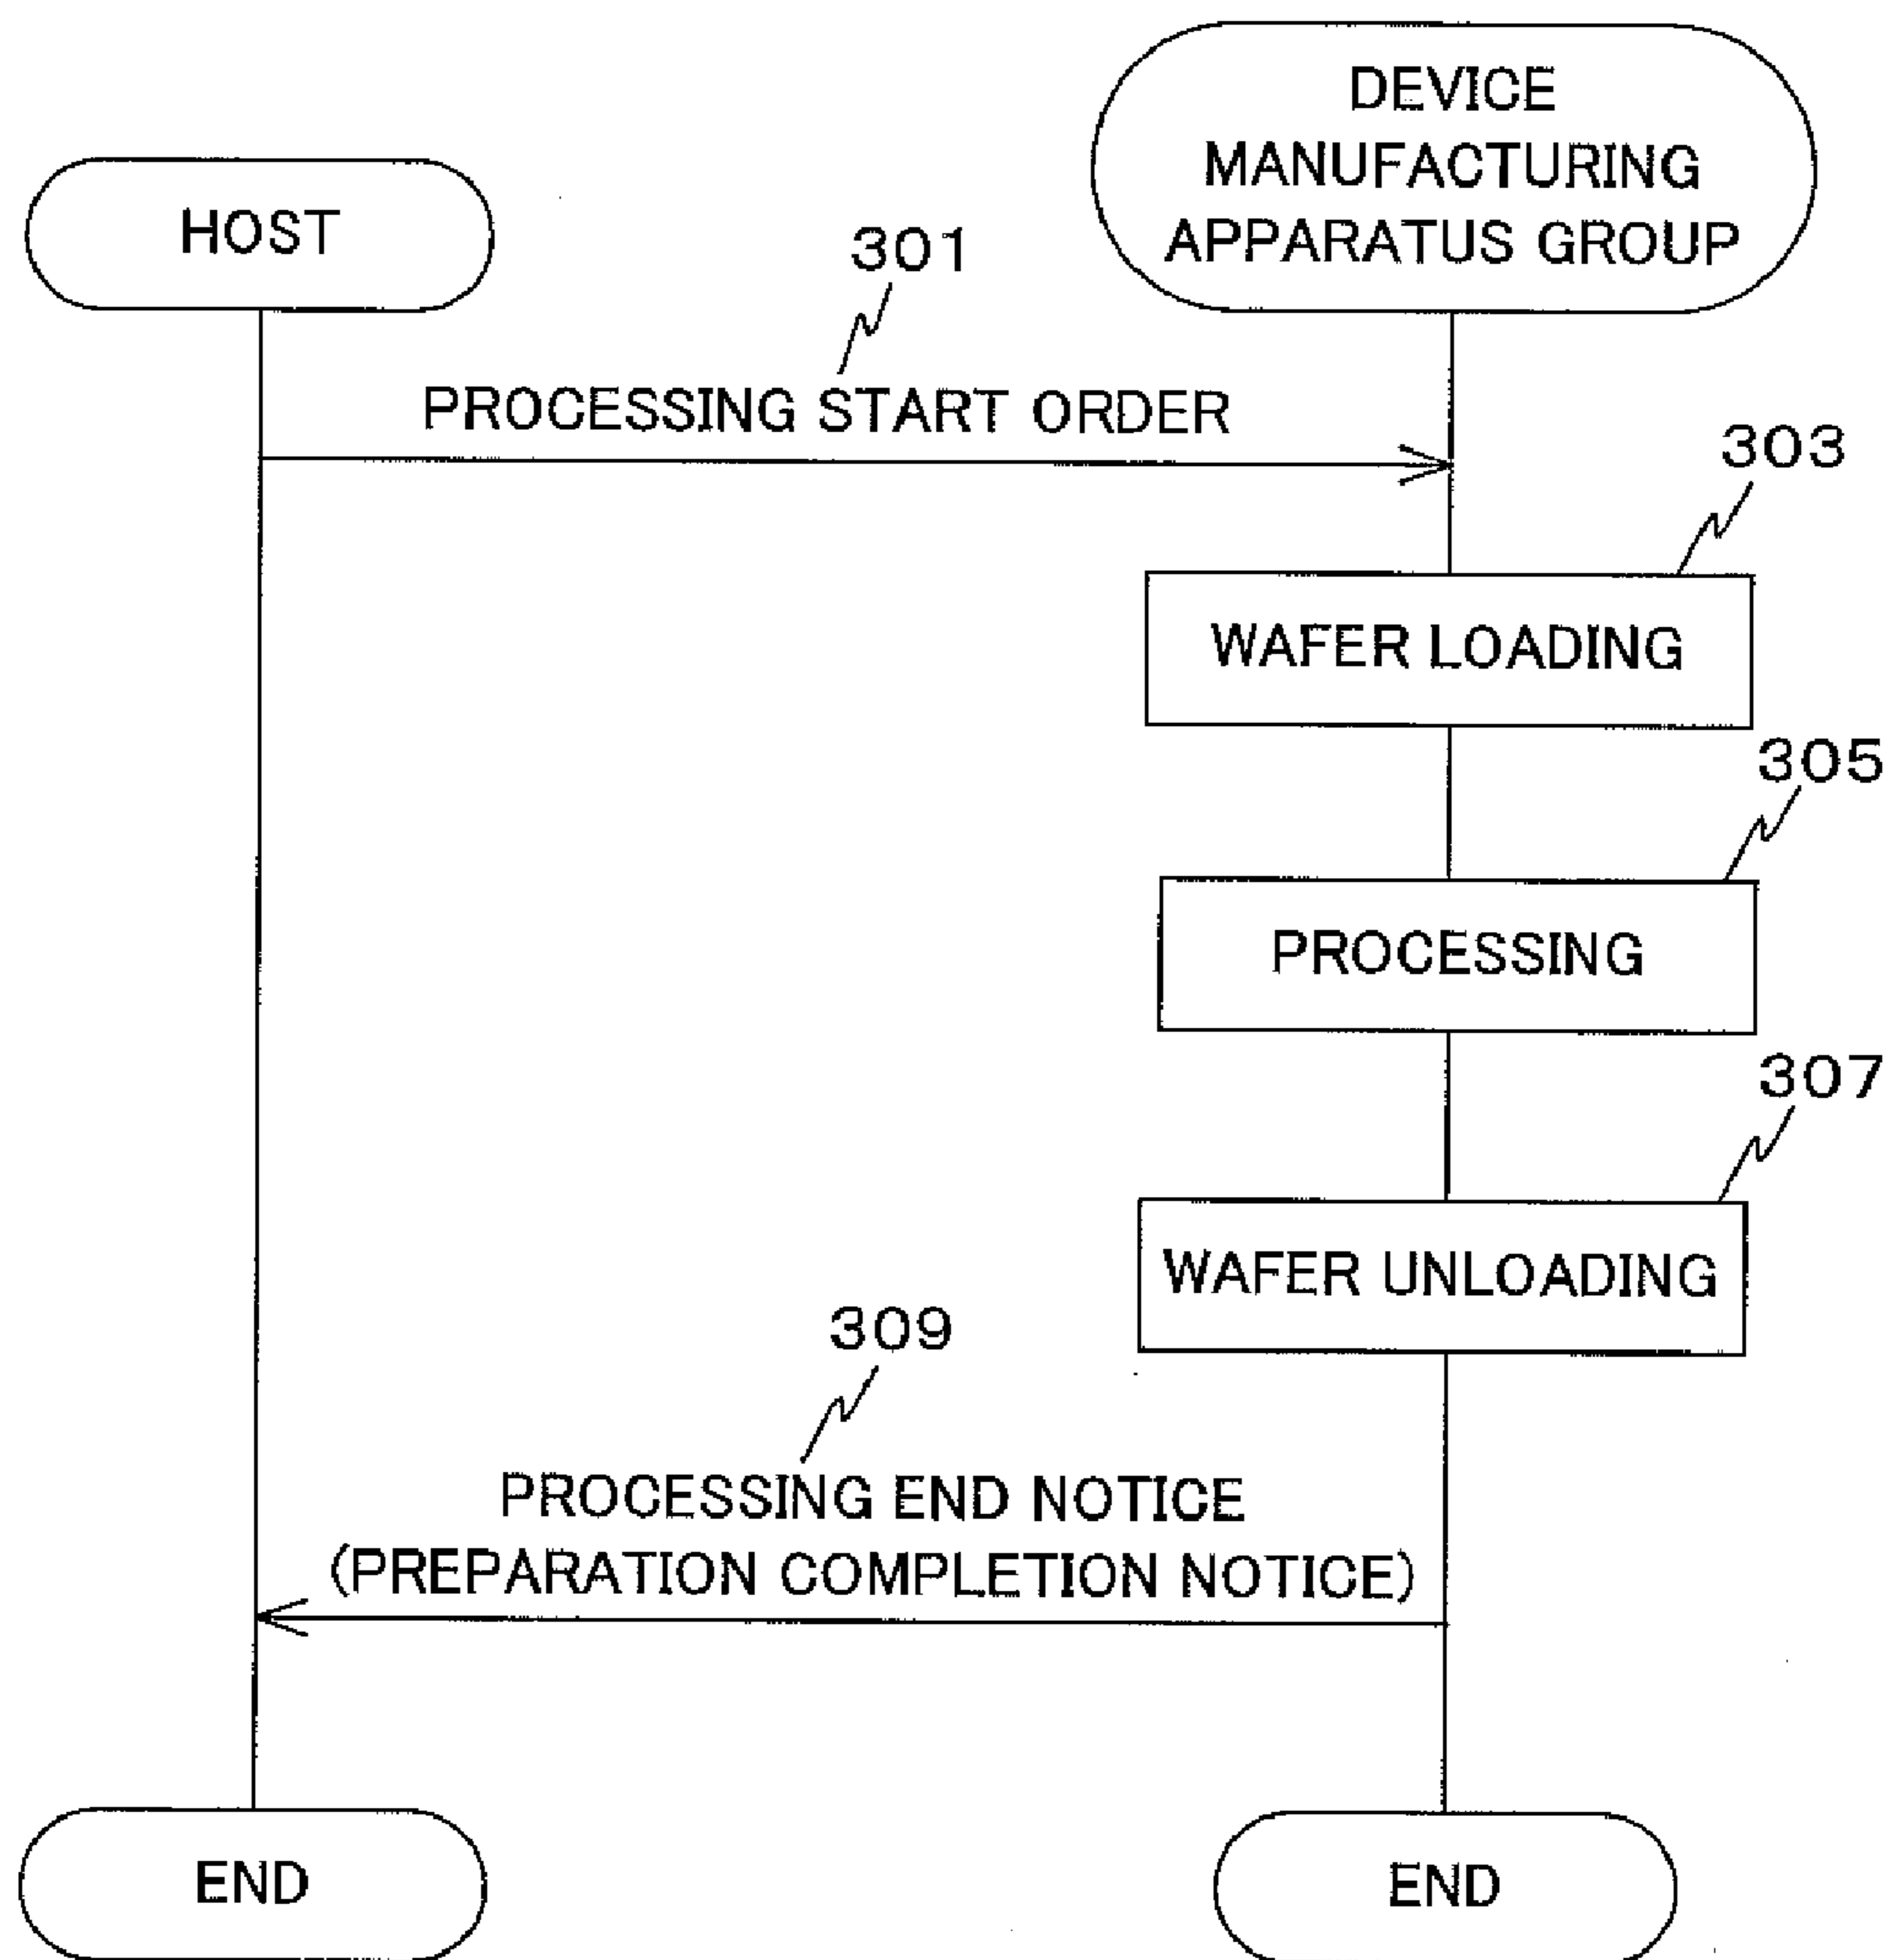 DEVICE
MANUFACTURING
APPARATUS GROUP
HOST
301
PROCESSING START ORDER
303
WAFER LOADING
305
PROCESSING
307
WAFER UNLOADING
309
PROCESSING END NOTICE
(PREPARATION COMPLETION NOTICE)
END
END